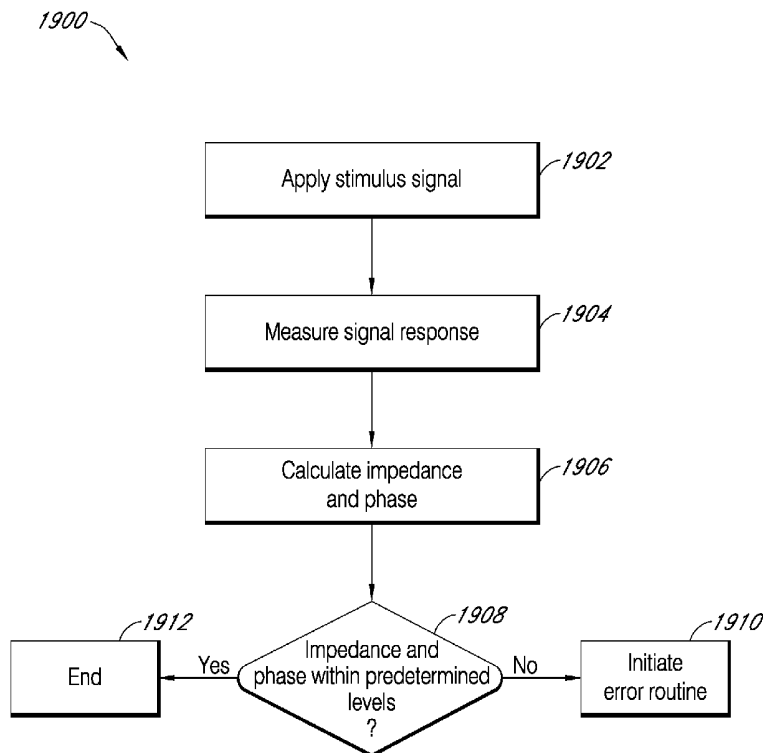 1900
1902
Apply stimulus signal
1904
Measure signal response
1906
Calculate impedance
and phase
1908
Impedance and
phase within predetermined
levels
?
Yes
No
1912
End
1910
Initiate
error routine